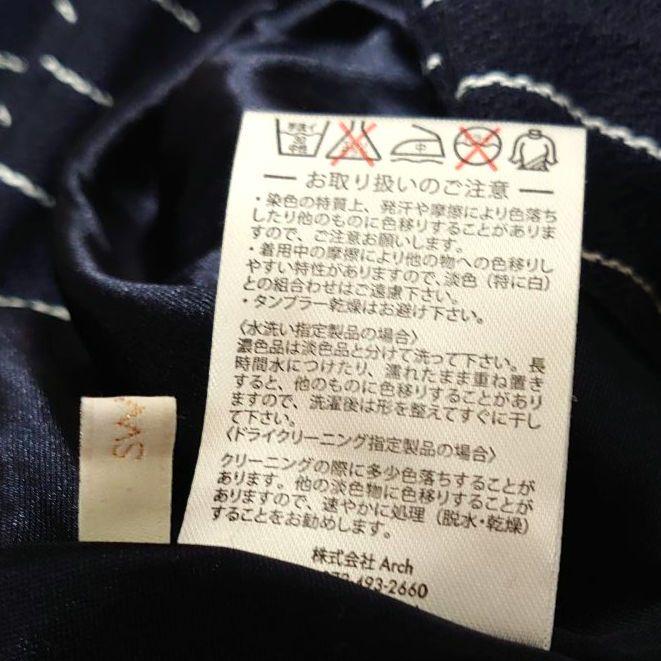 手洗イ
30
中性
中
お取り扱いのご注意
・染色の特質上、発汗や摩擦により色落ち
したり他のものに色移りすることがありま
すので、ご注意お願いします。
・着用中の摩擦により他の物への色移りし
やすい特性がありますので、淡色（特に白）
との組合わせはご遠慮下さい。
・タンブラー乾燥はお避け下さい。
〈水洗い指定製品の場合〉
濃色品は淡色品と分けて洗って下さい。長
時間水につけたり、濡れたまま重ね置き
すると、他のものに色移りすることがあり
ますので、洗濯後は形を整えてすぐに干し
て下さい。
〈ドライクリーニング指定製品の場合〉
クリーニングの際に多少色落ちすることが
あります。他の淡色物に色移りすることが
ありますので、速やかに処理（脱水・乾燥）
することをお勧めします。
株式会社 Arch
493-2660